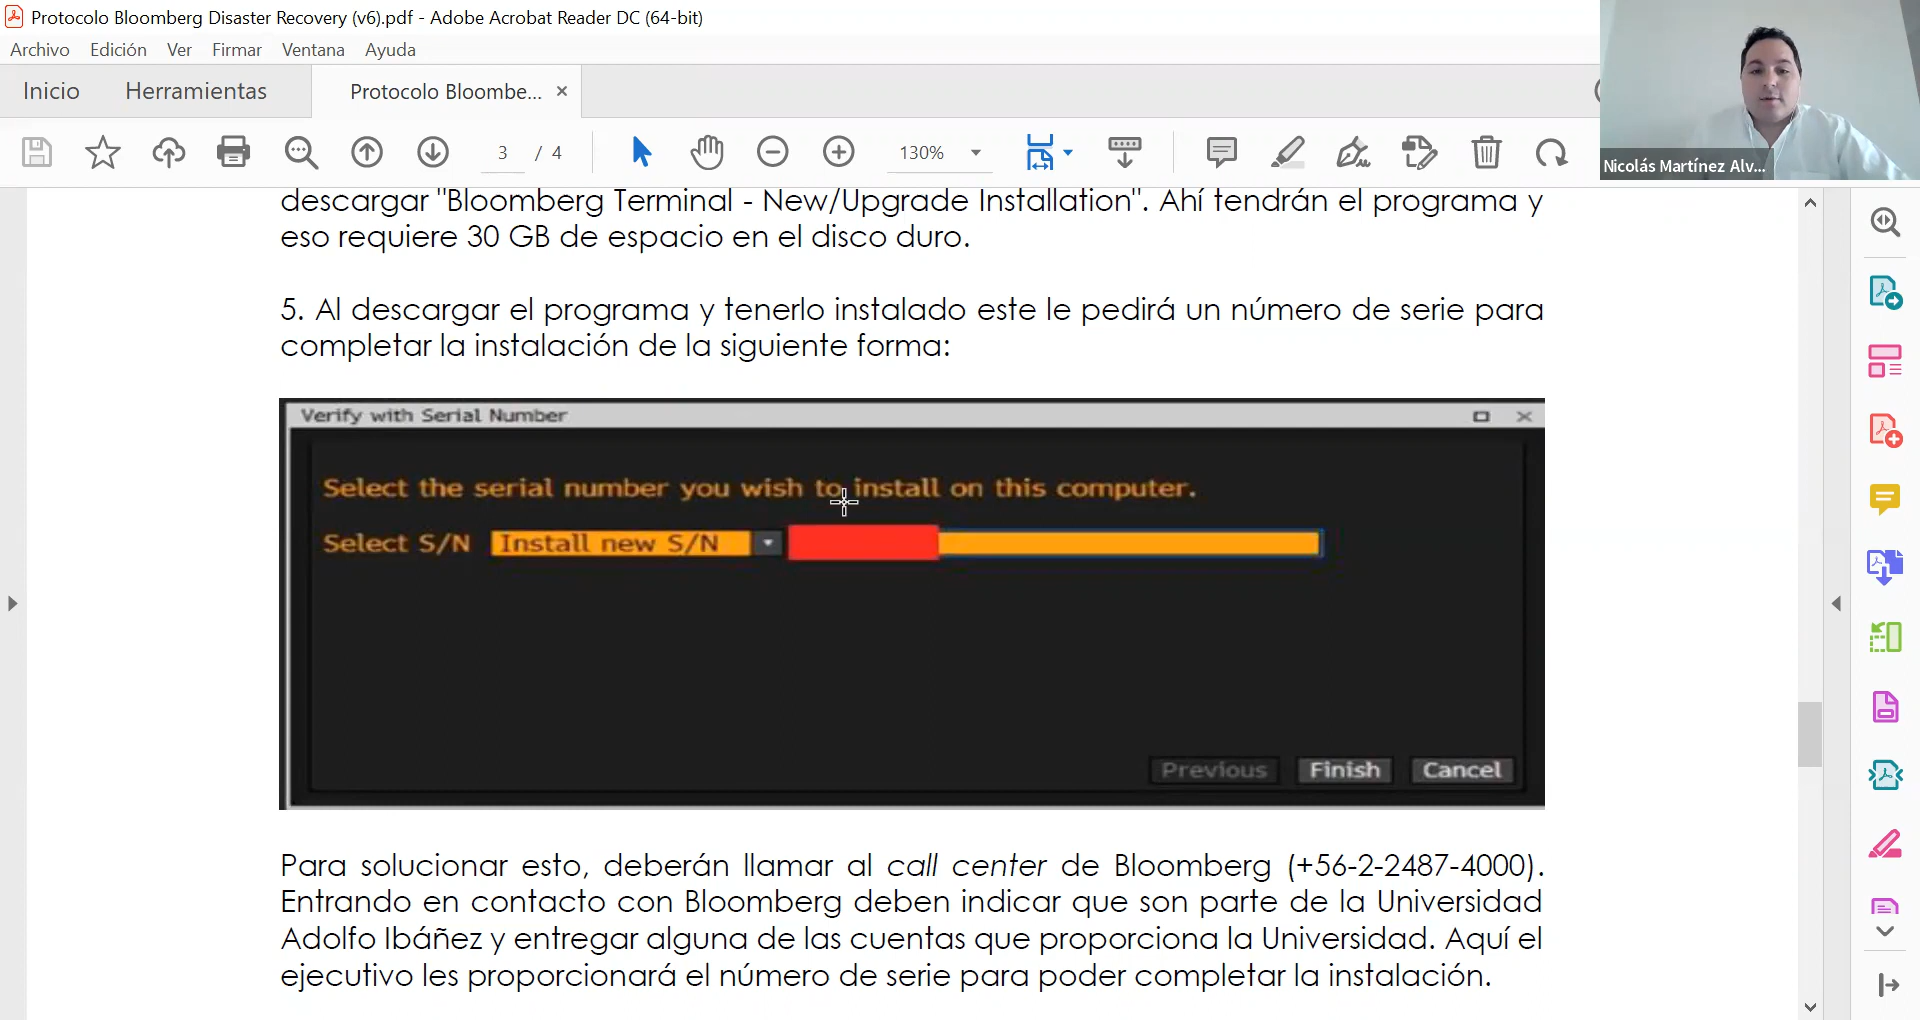 Protocolo Bloomberg Disaster Recovery (v6).pdf - Adobe Acrobat Reader DC (64-bit)
Archivo Edición Ver Firmar Ventana Ayuda
Inicio Herramientas Protocolo Bloombe... ×
3 / 4 130%
Nicolás Martínez Alv...
descargar "Bloomberg Terminal - New/Upgrade Installation". Ahí tendrán el programa y
eso requiere 30 GB de espacio en el disco duro.
5. Al descargar el programa y tenerlo instalado este le pedirá un número de serie para
completar la instalación de la siguiente forma:
Verify with Serial Number
Select the serial number you wish to install on this computer.
Select S/N Install new S/N
Previous Finish Cancel
Para solucionar esto, deberán llamar al call center de Bloomberg (+56-2-2487-4000).
Entrando en contacto con Bloomberg deben indicar que son parte de la Universidad
Adolfo Ibáñez y entregar alguna de las cuentas que proporciona la Universidad. Aquí el
ejecutivo les proporcionará el número de serie para poder completar la instalación.